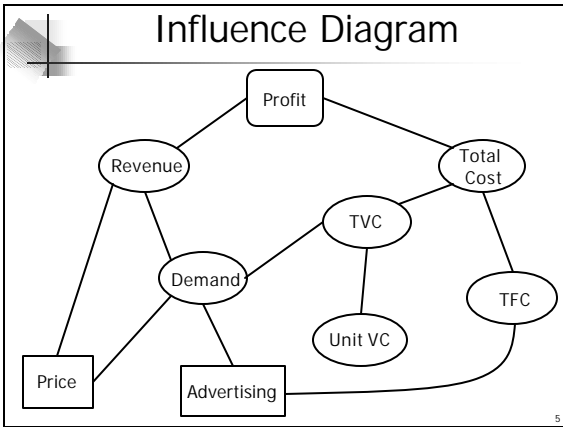 Influence Diagram
Profit
Revenue
Total
Cost
TVC
Demand
TFC
Unit VC
Price
Advertising
5